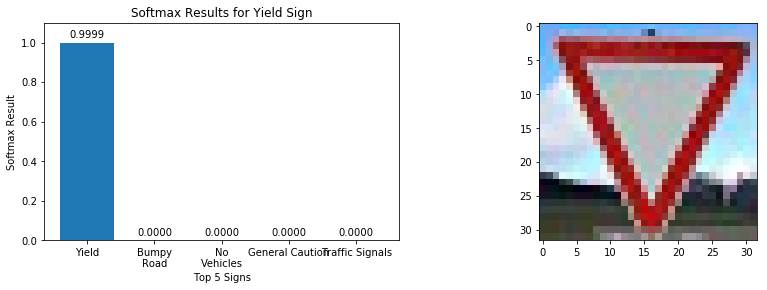 Softmax Results for Yield Sign
Softmax Result
1.0
0.8
0.6
0.4
0.2
0.0
0.9999
0.0000
0.0000
0.0000
0.0000
Yield
Bumpy
Road
No
Vehicles
General Caution
Traffic Signals
Top 5 Signs
0
5
10
15
20
25
30
0
5
10
15
20
25
30